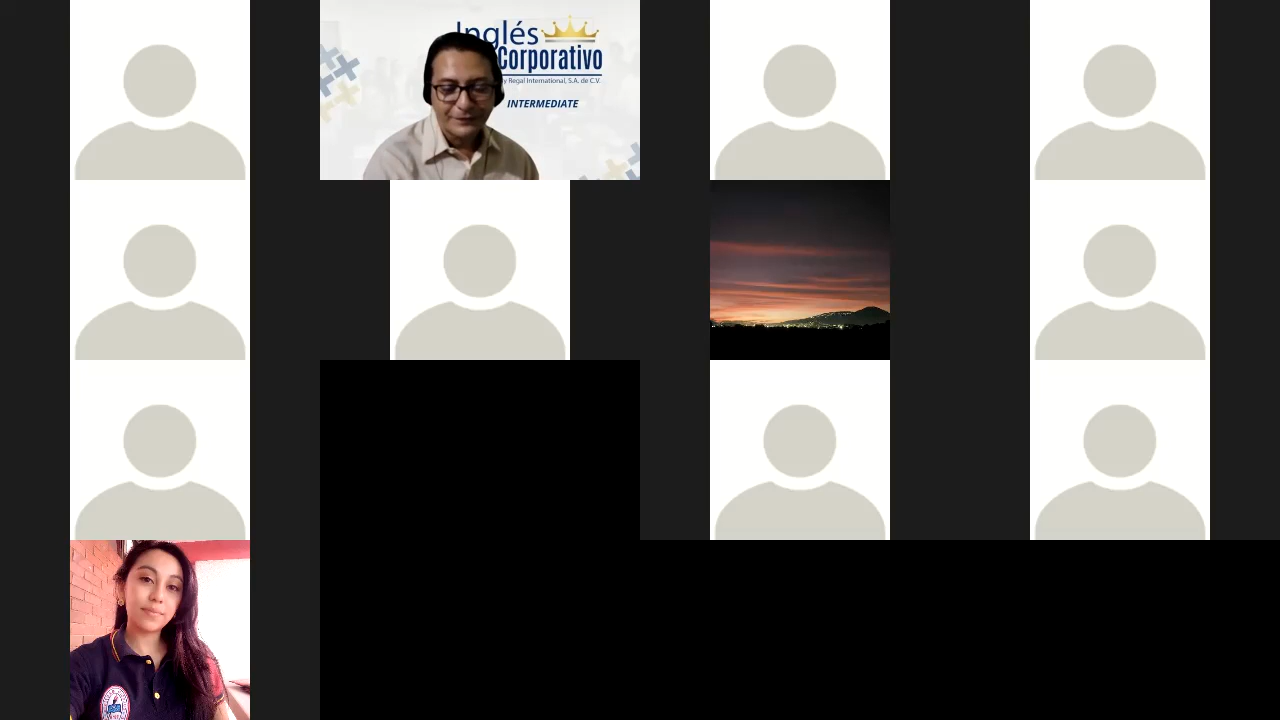 Inglés
Corporativo
y Regal International, S.A. de C.V.
INTERMEDIATE